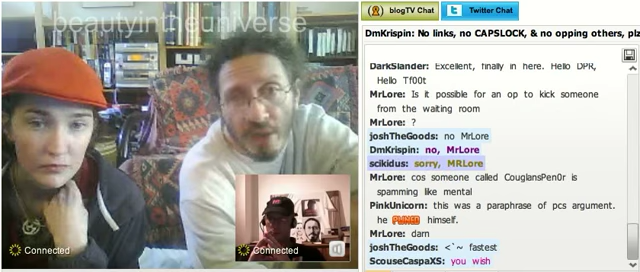 beautyintheuniverse
Connected
Connected
blogTV Chat
Twitter Chat
DmKrispin: No links, no CAPSLOCK, & no opping others, plz
DarkSlander: Excellent, finally in here. Hello DPR,
Hello Tf00t
MrLore: Is it possible for an op to kick someone
from the waiting room
MrLore: ?
joshTheGoods: no MrLore
DmKrispin: no, MrLore
scikidus: sorry, MRLore
MrLore: cos someone called CouglansPen0r is
spamming like mental
PinkUnicorn: this was a paraphrase of pcs argument.
he PWNED himself.
MrLore: darn
joshTheGoods: <`~ fastest
ScouseCaspaXS: you wish